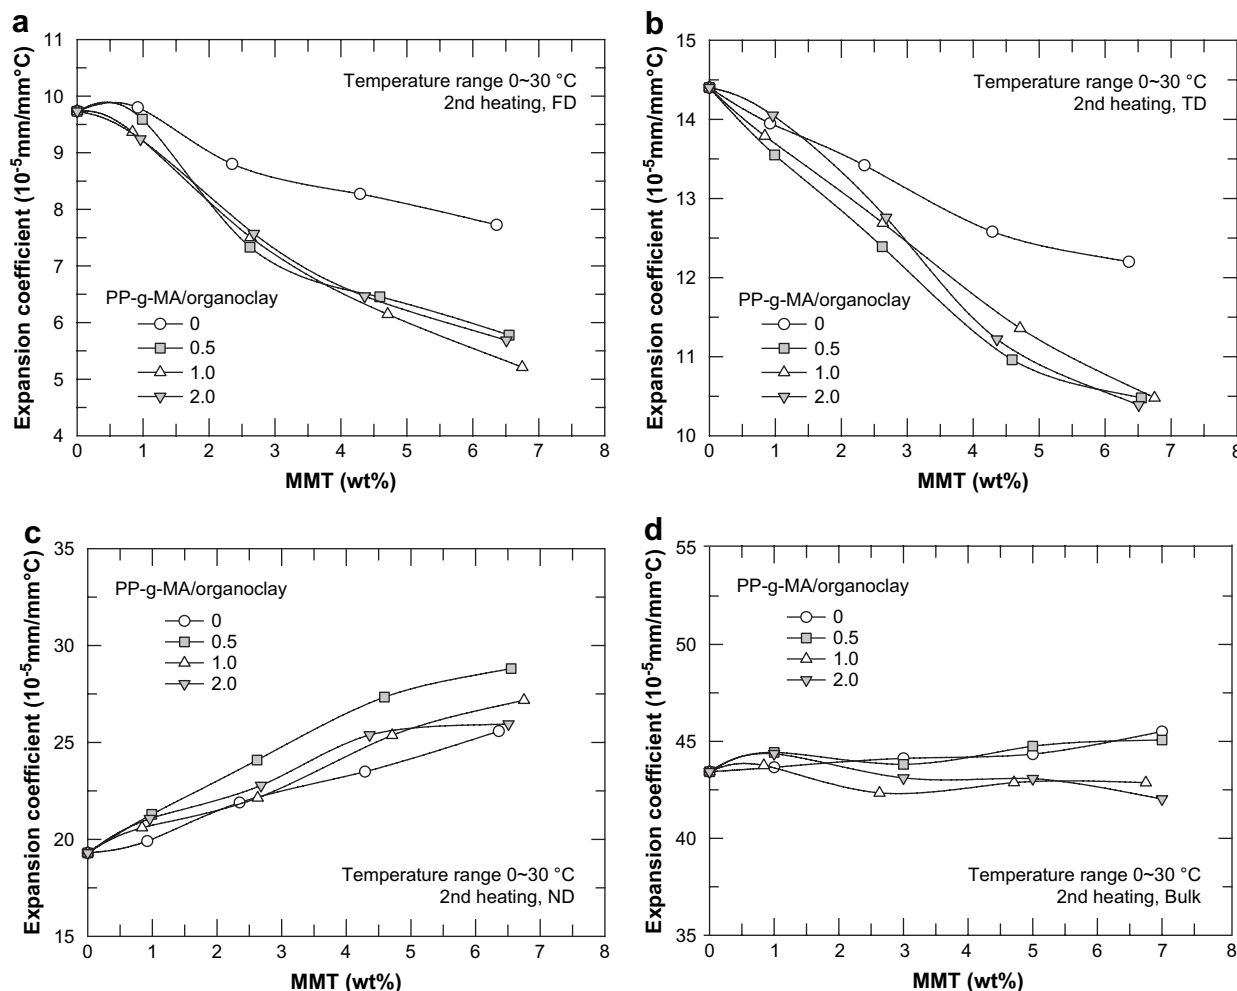 a
11
10
9
8
7
6
5
4
Expansion coefficient (10⁻⁵mm/mm°C)
Temperature range 0~30 °C
2nd heating, FD
PP-g-MA/organoclay
0
0.5
1.0
2.0
0 1 2 3 4 5 6 7 8
MMT (wt%)
b
15
14
13
12
11
10
Expansion coefficient (10⁻⁵mm/mm°C)
Temperature range 0~30 °C
2nd heating, TD
PP-g-MA/organoclay
0
0.5
1.0
2.0
0 1 2 3 4 5 6 7 8
MMT (wt%)
c
35
30
25
20
15
Expansion coefficient (10⁻⁵mm/mm°C)
PP-g-MA/organoclay
0
0.5
1.0
2.0
Temperature range 0~30 °C
2nd heating, ND
0 1 2 3 4 5 6 7 8
MMT (wt%)
d
55
50
45
40
35
Expansion coefficient (10⁻⁵mm/mm°C)
PP-g-MA/organoclay
0
0.5
1.0
2.0
Temperature range 0~30 °C
2nd heating, Bulk
0 1 2 3 4 5 6 7 8
MMT (wt%)